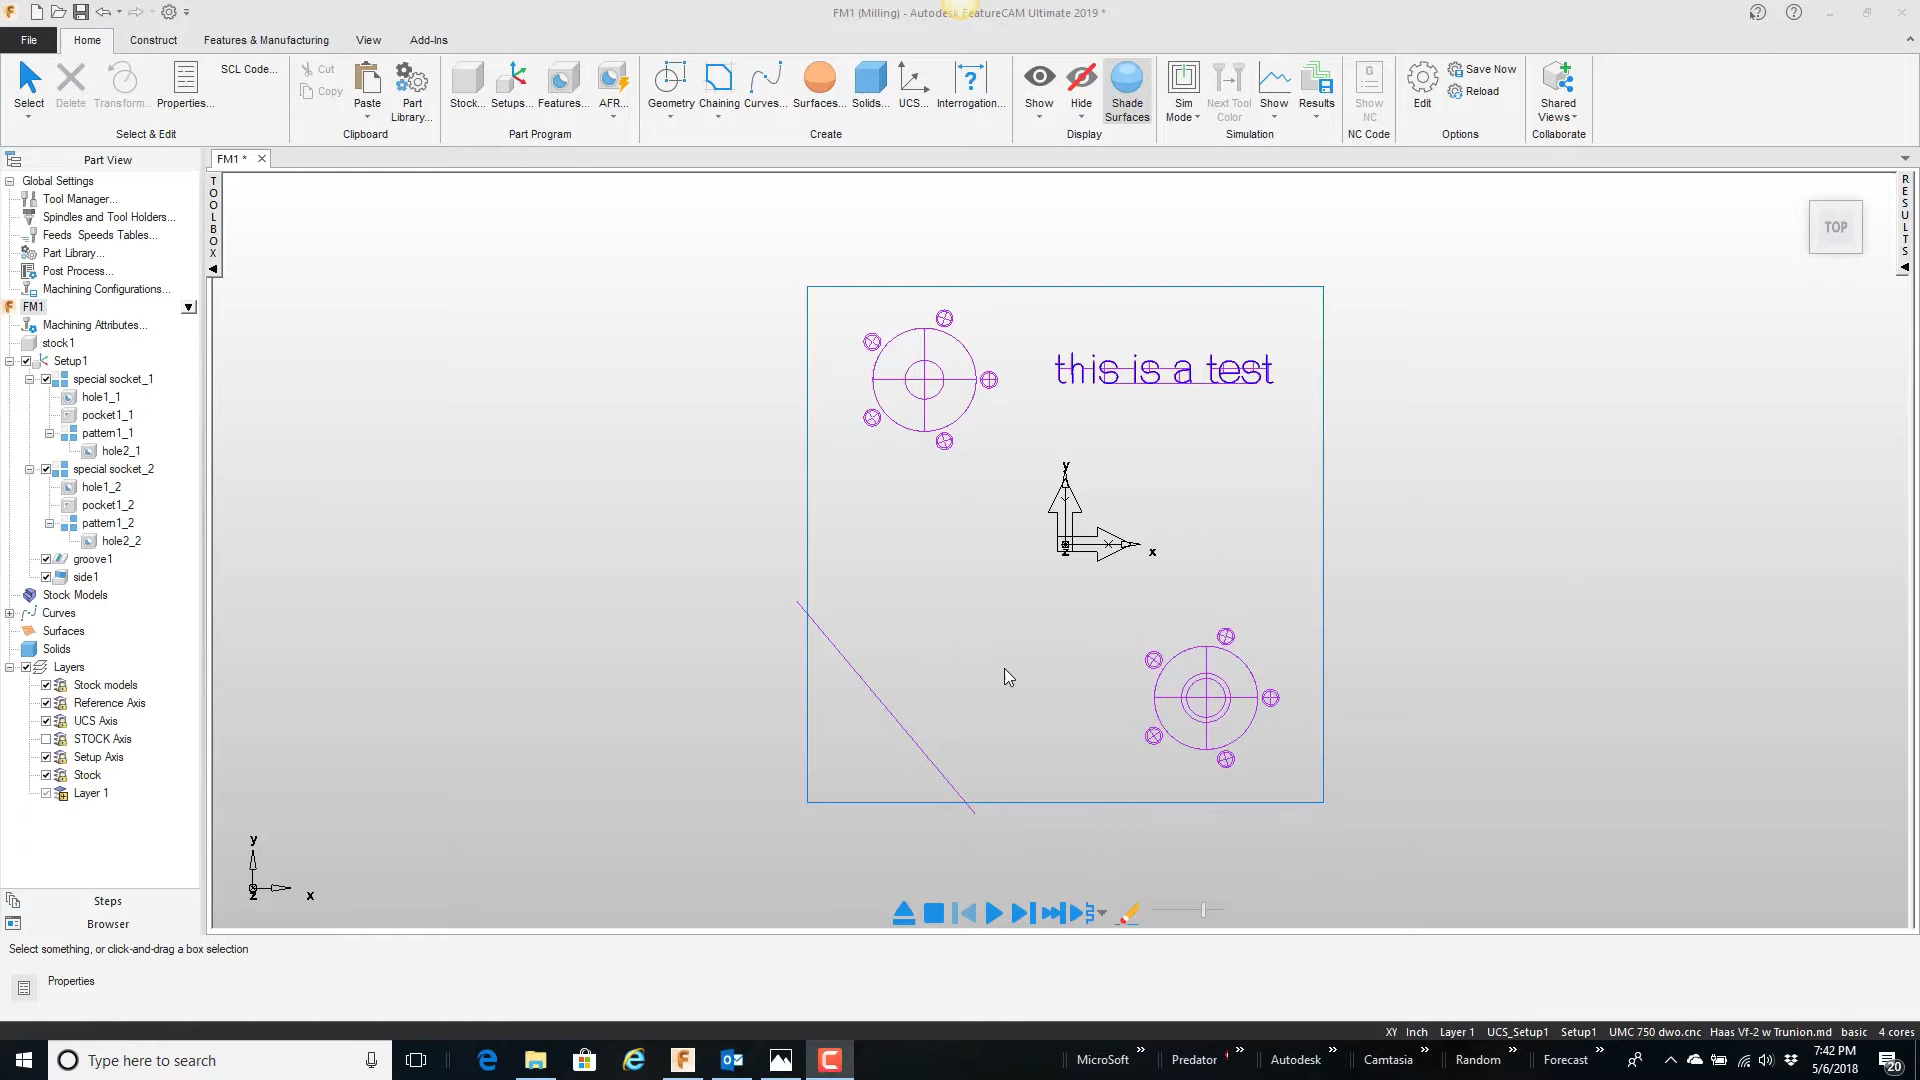 FM1 (Milling) - Autodesk FeatureCAM Ultimate 2019 *
File Home Construct Features & Manufacturing View Add-Ins
Select
Delete
Transform...
Properties...
SCL Code...
Select & Edit
Cut
Copy
Paste
Part Library...
Clipboard
Stock...
Setups...
Features...
AFR...
Part Program
Geometry
Chaining
Curves...
Surfaces...
Solids...
UCS...
Interrogation...
Create
Show
Hide
Shade Surfaces
Display
Sim Mode
Next Tool Color
Show
Results
Simulation
Show NC
NC Code
Edit
Save Now
Reload
Options
Shared Views
Collaborate
Part View
FM1 *
Global Settings
Tool Manager...
Spindles and Tool Holders...
Feeds Speeds Tables...
Part Library...
Post Process...
Machining Configurations...
FM1
Machining Attributes...
stock1
Setup1
special socket_1
hole1_1
pocket1_1
pattern1_1
hole2_1
special socket_2
hole1_2
pocket1_2
pattern1_2
hole2_2
groove1
side1
Stock Models
Curves
Surfaces
Solids
Layers
Stock models
Reference Axis
UCS Axis
STOCK Axis
Setup Axis
Stock
Layer 1
Steps
Browser
TOOLBOX
RESULTS
TOP
this is a test
y
x
z
y
x
z
Select something, or click-and-drag a box selection
Properties
XY Inch Layer 1 UCS_Setup1 Setup1 UMC 750 dwo.cnc Haas Vf-2 w Trunion.md basic 4 cores
Type here to search
MicroSoft » Predator » Autodesk » Camtasia » Random » Forecast »
7:42 PM
5/6/2018
20